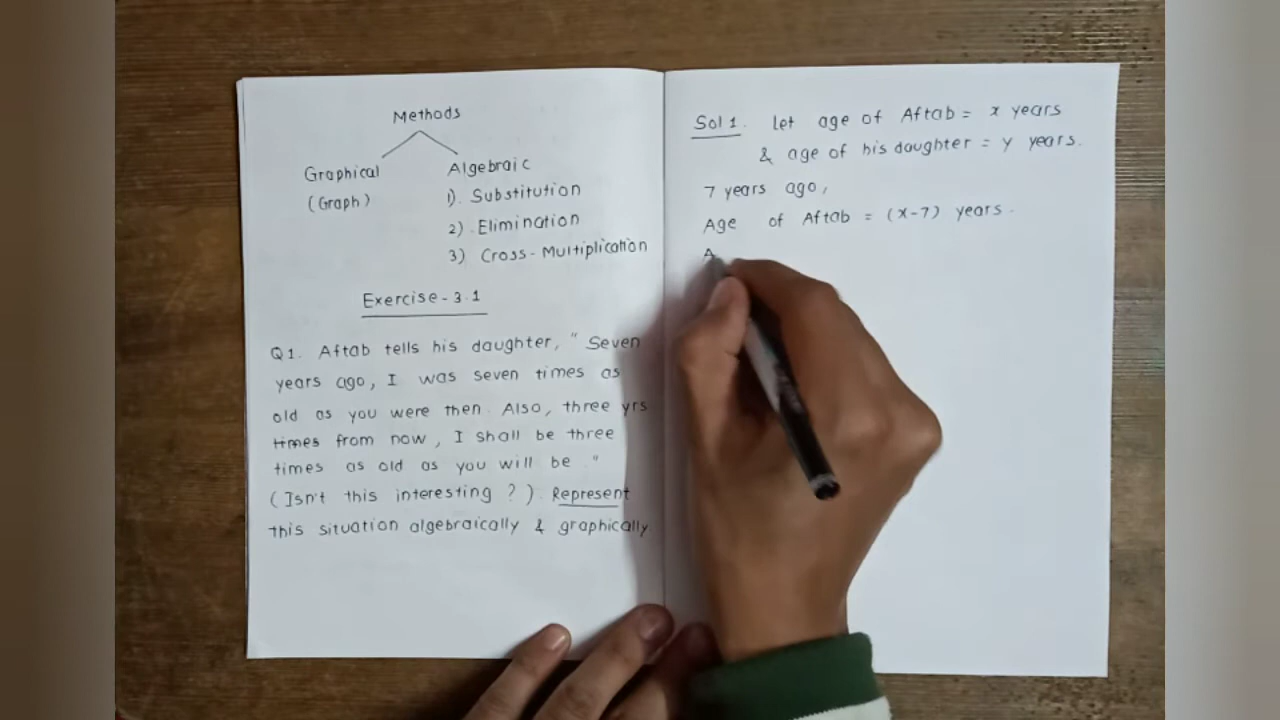 Methods
Graphical
(Graph)
Algebraic
1). Substitution
2) . Elimination
3) Cross-Multiplication
Exercise-3.1
Q1. Aftab tells his daughter, " Seven
years ago, I was seven times as
old as you were then. Also, three yrs
times from now, I shall be three
times as old as you will be "
(Isn't this interesting ?). Represent
this situation algebraically & graphically
Sol 1. let age of Aftab = x years
& age of his daughter = y years.
7 years ago,
Age of Aftab = (x-7) years.
A